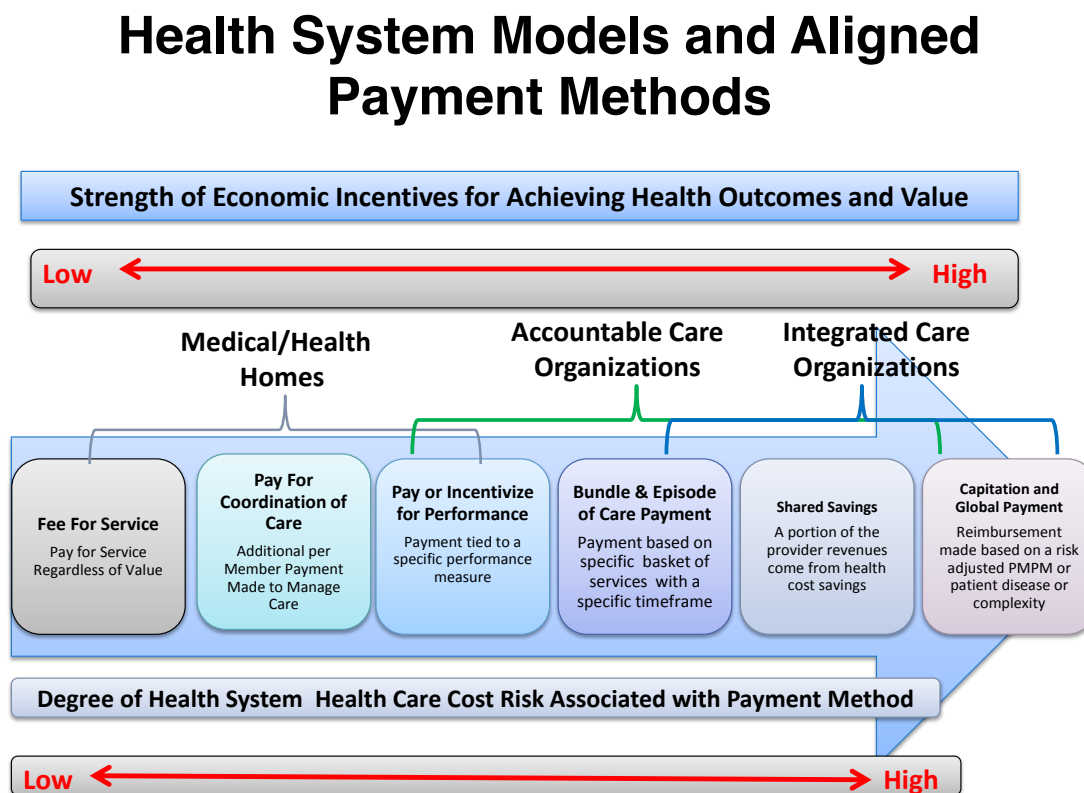 Health System Models and Aligned
Payment Methods
Strength of Economic Incentives for Achieving Health Outcomes and Value
Low
High
Medical/Health
Homes
Accountable Care
Organizations
Integrated Care
Organizations
Fee For Service
Pay for Service
Regardless of Value
Pay For
Coordination of
Care
Additional per
Member Payment
Made to Manage
Care
Pay or Incentivize
for Performance
Payment tied to a
specific performance
measure
Bundle & Episode
of Care Payment
Payment based on
specific basket of
services with a
specific timeframe
Shared Savings
A portion of the
provider revenues
come from health
cost savings
Capitation and
Global Payment
Reimbursement
made based on a risk
adjusted PMPM or
patient disease or
complexity
Degree of Health System Health Care Cost Risk Associated with Payment Method
Low
High